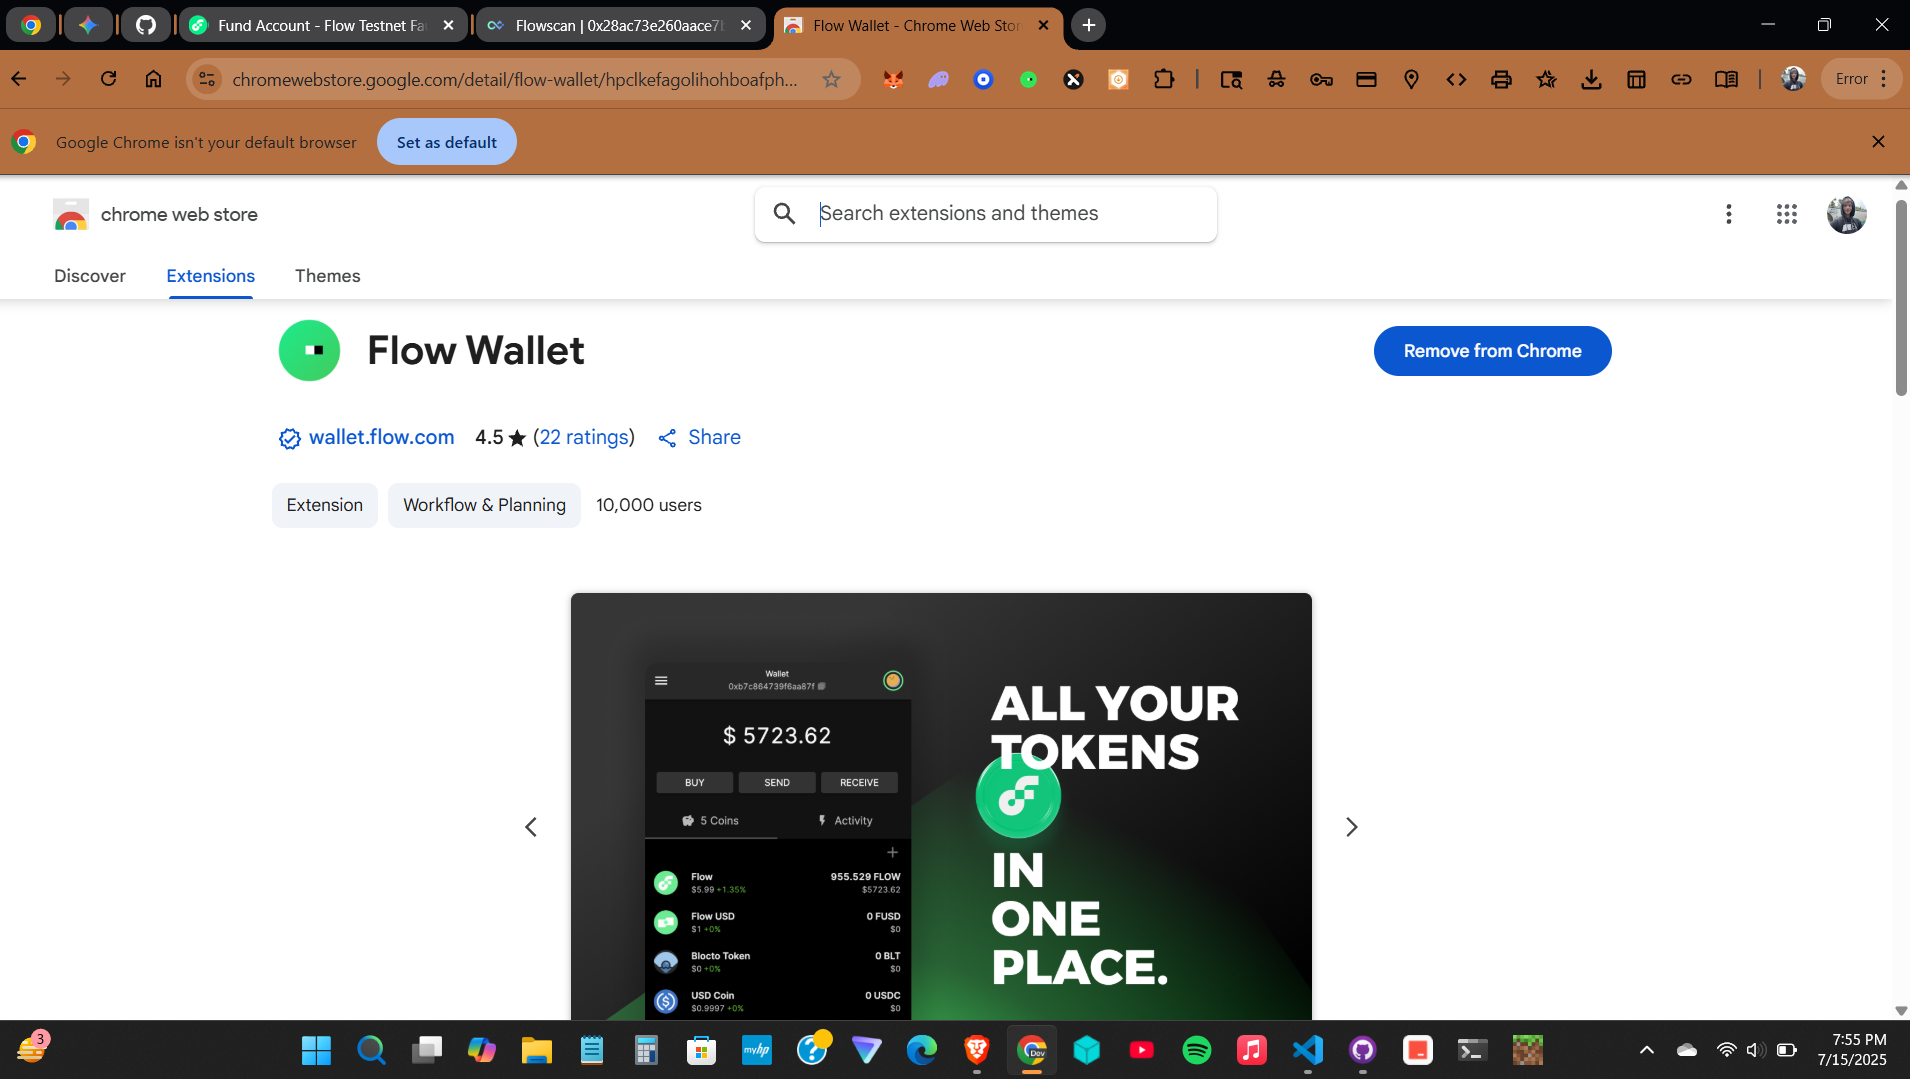 Fund Account - Flow Testnet Fa
Flowscan | 0x28ac73e260aace7b
Flow Wallet - Chrome Web Stor
chromewebstore.google.com/detail/flow-wallet/hpclkefagolihohboafph...
Error
Google Chrome isn't your default browser
Set as default
chrome web store
Search extensions and themes
Discover
Extensions
Themes
Flow Wallet
Remove from Chrome
wallet.flow.com
4.5 ★ (22 ratings)
Share
Extension
Workflow & Planning
10,000 users
Wallet
0xb7c864739f6aa87f
$ 5723.62
BUY
SEND
RECEIVE
5 Coins
Activity
Flow
955.529 FLOW
$5.99 +1.35%
$5723.62
Flow USD
0 FUSD
$1 +0%
$0
Blocto Token
0 BLT
$0 +0%
$0
USD Coin
0 USDC
$0.9997 +0%
$0
ALL YOUR
TOKENS
IN
ONE
PLACE.
3
myhp
Dev
7:55 PM
7/15/2025